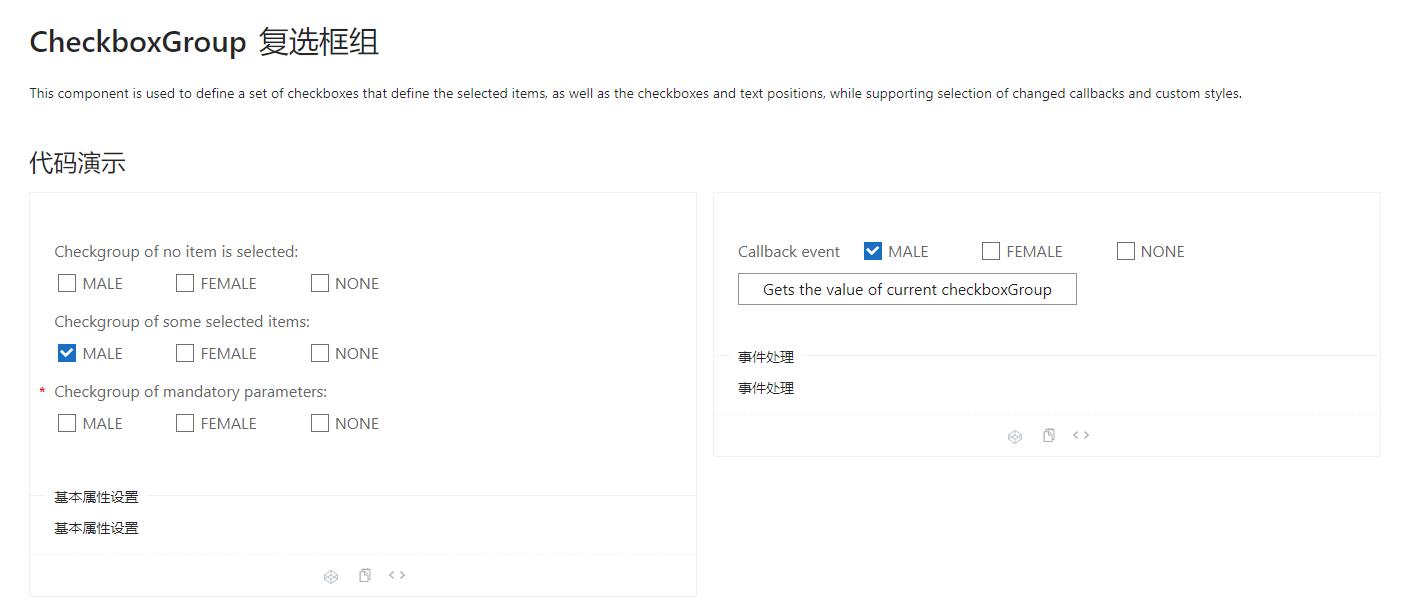 CheckboxGroup 复选框组
This component is used to define a set of checkboxes that define the selected items, as well as the checkboxes and text positions, while supporting selection of changed callbacks and custom styles.
代码演示
Checkgroup of no item is selected:
MALE FEMALE NONE
Checkgroup of some selected items:
MALE FEMALE NONE
* Checkgroup of mandatory parameters:
MALE FEMALE NONE
基本属性设置
基本属性设置
Callback event MALE FEMALE NONE
Gets the value of current checkboxGroup
事件处理
事件处理